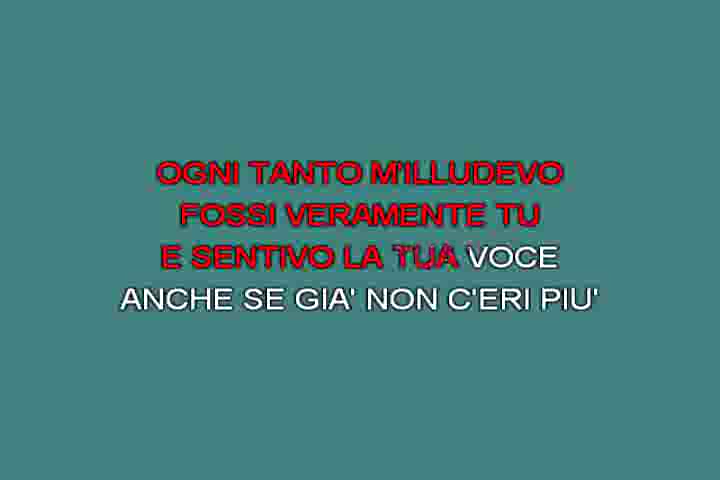 OGNI TANTO M'ILLUDEVO
FOSSI VERAMENTE TU
E SENTIVO LA TUA VOCE
ANCHE SE GIA' NON C'ERI PIU'